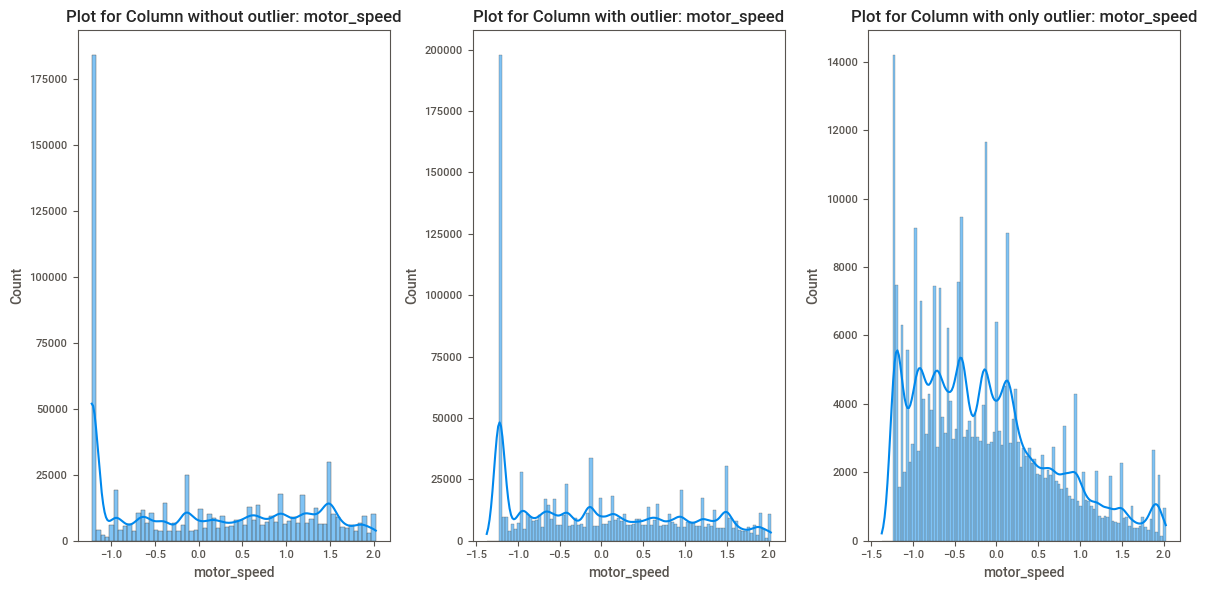 Plot for Column without outlier: motor_speed
Count
175000
150000
125000
100000
75000
50000
25000
0
−1.0 −0.5 0.0 0.5 1.0 1.5 2.0
motor_speed
Plot for Column with outlier: motor_speed
Count
200000
175000
150000
125000
100000
75000
50000
25000
0
−1.5 −1.0 −0.5 0.0 0.5 1.0 1.5 2.0
motor_speed
Plot for Column with only outlier: motor_speed
Count
14000
12000
10000
8000
6000
4000
2000
0
−1.5 −1.0 −0.5 0.0 0.5 1.0 1.5 2.0
motor_speed